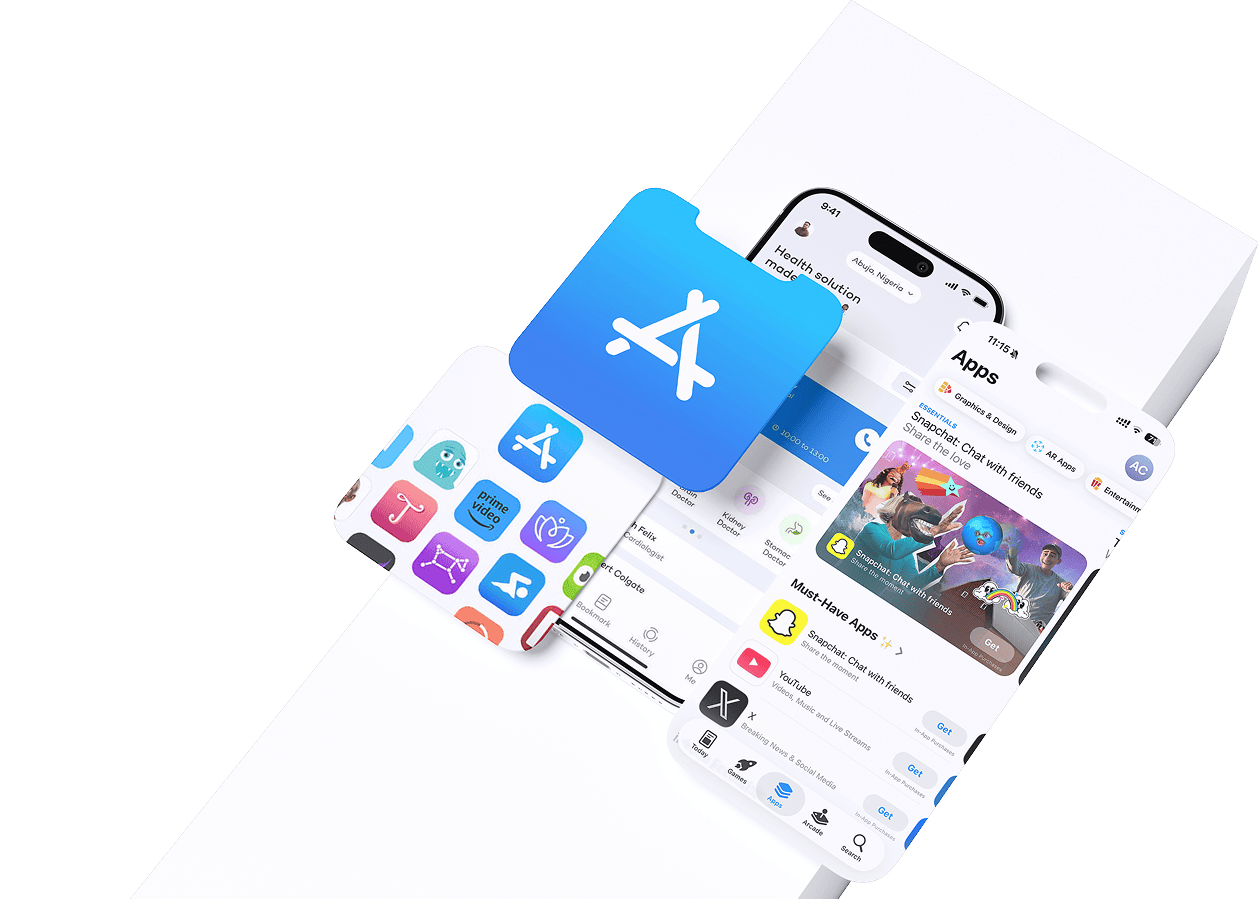 9:41
Abuja, Nigeria
Health solution
made
10:00 to 13:00
See
Kidney
Doctor
Doctor
Stomac
Doctor
h Felix
Cardiologist
ert Colgate
Bookmark
History
Me
prime
video
11:15
Apps
Graphics & Design
AR Apps
Entertainm
AC
ESSENTIALS
Snapchat: Chat with friends
Share the love
Snapchat: Chat with friends
Share the moment
Get
In-App Purchases
Must-Have Apps
Snapchat: Chat with friends
Share the moment
Get
In-App Purchases
YouTube
Videos, Music and Live Streams
Get
In-App Purchases
X
Breaking News & Social Media
Get
In-App Purchases
Today
Games
Apps
Arcade
Search